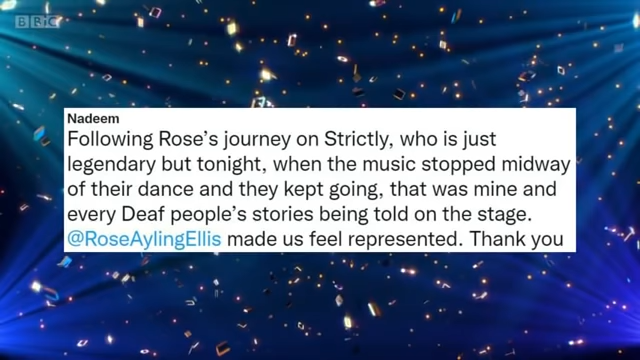 BBC
Nadeem
Following Rose's journey on Strictly, who is just
legendary but tonight, when the music stopped midway
of their dance and they kept going, that was mine and
every Deaf people's stories being told on the stage.
@RoseAylingEllis made us feel represented. Thank you